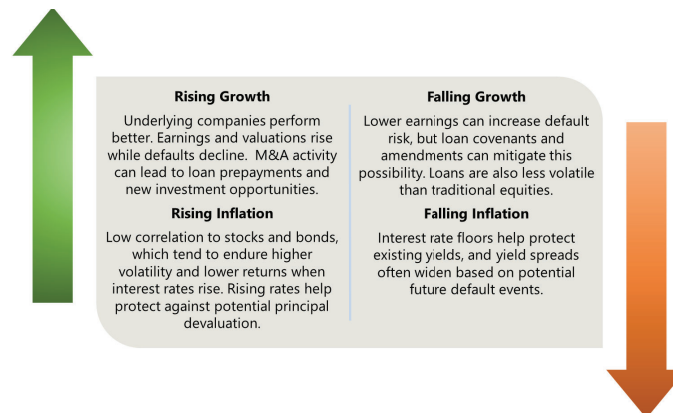 Rising Growth
Underlying companies perform
better. Earnings and valuations rise
while defaults decline.  M&A activity
can lead to loan prepayments and
new investment opportunities.
Rising Inflation
Low correlation to stocks and bonds,
which tend to endure higher
volatility and lower returns when
interest rates rise. Rising rates help
protect against potential principal
devaluation.
Falling Growth
Lower earnings can increase default
risk, but loan covenants and
amendments can mitigate this
possibility. Loans are also less volatile
than traditional equities.
Falling Inflation
Interest rate floors help protect
existing yields, and yield spreads
often widen based on potential
future default events.